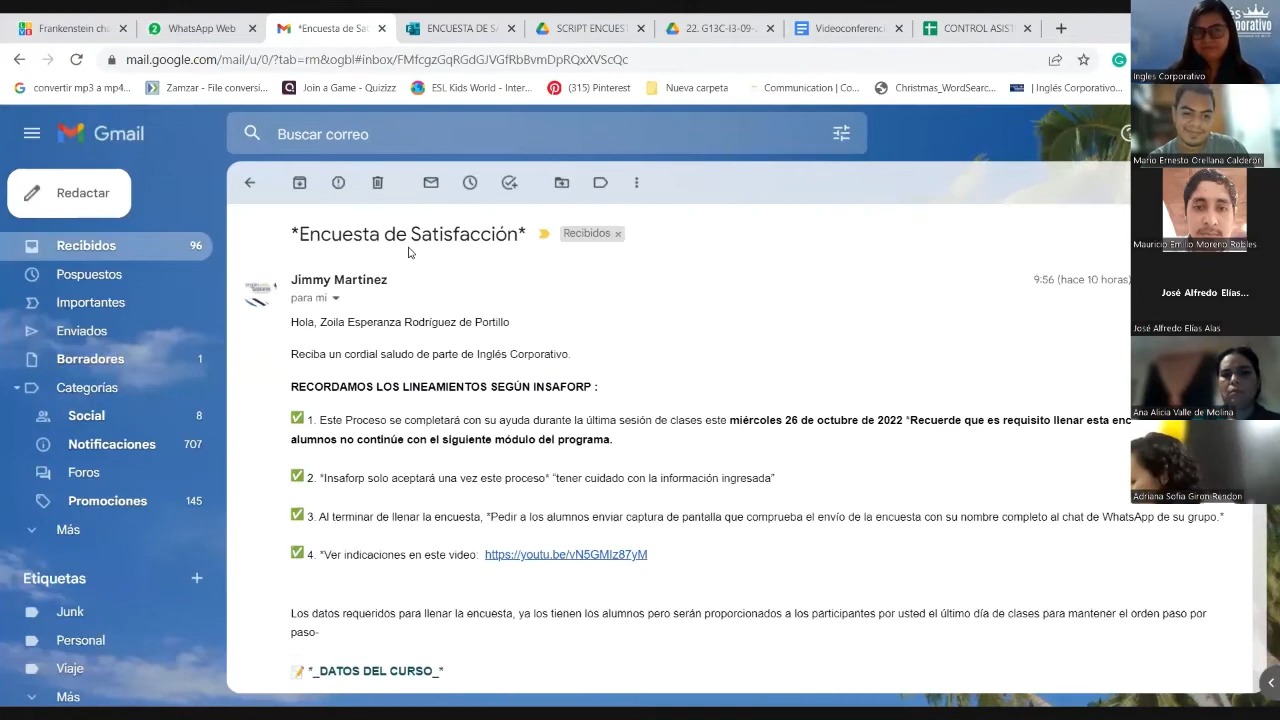 Frankenstein ch
WhatsApp Web
*Encuesta de Sat
ENCUESTA DE SA
SCRIPT ENCUEST
22. G13C-I3-09-
Videoconferenc
CONTROL ASIST
mail.google.com/mail/u/0/?tab=rm&ogbl#inbox/FMfcgzGqRGdGJVGfRbBvmDpRQxXVScQc
convertir mp3 a mp4...
Zamzar - File conversi...
Join a Game - Quizizz
ESL Kids World - Inter...
(315) Pinterest
Nueva carpeta
Communication | Co...
Christmas_WordSearc...
| Inglés Corporativo...
Gmail
Buscar correo
Redactar
Recibidos 96
Pospuestos
Importantes
Enviados
Borradores 1
Categorías
Social 8
Notificaciones 707
Foros
Promociones 145
Más
Etiquetas
Junk
Personal
Viaje
Más
*Encuesta de Satisfacción*
Recibidos x
Jimmy Martinez
9:56 (hace 10 horas)
para mí
Hola, Zoila Esperanza Rodríguez de Portillo
Reciba un cordial saludo de parte de Inglés Corporativo.
RECORDAMOS LOS LINEAMIENTOS SEGÚN INSAFORP :
✅ 1. Este Proceso se completará con su ayuda durante la última sesión de clases este miércoles 26 de octubre de 2022 *Recuerde que es requisito llenar esta enc
alumnos no continúe con el siguiente módulo del programa.
✅ 2. *Insaforp solo aceptará una vez este proceso* “tener cuidado con la información ingresada”
✅ 3. Al terminar de llenar la encuesta, *Pedir a los alumnos enviar captura de pantalla que comprueba el envío de la encuesta con su nombre completo al chat de WhatsApp de su grupo.*
✅ 4. *Ver indicaciones en este video: https://youtu.be/vN5GMIz87yM
Los datos requeridos para llenar la encuesta, ya los tienen los alumnos pero serán proporcionados a los participantes por usted el último día de clases para mantener el orden paso por
paso-
📝 *_DATOS DEL CURSO_*
Ingles Corporativo
Mario Ernesto Orellana Calderón
Mauricio Emilio Moreno Robles
José Alfredo Elías...
José Alfredo Elías Alas
Ana Alicia Valle de Molina
Adriana Sofia Giron Rendon